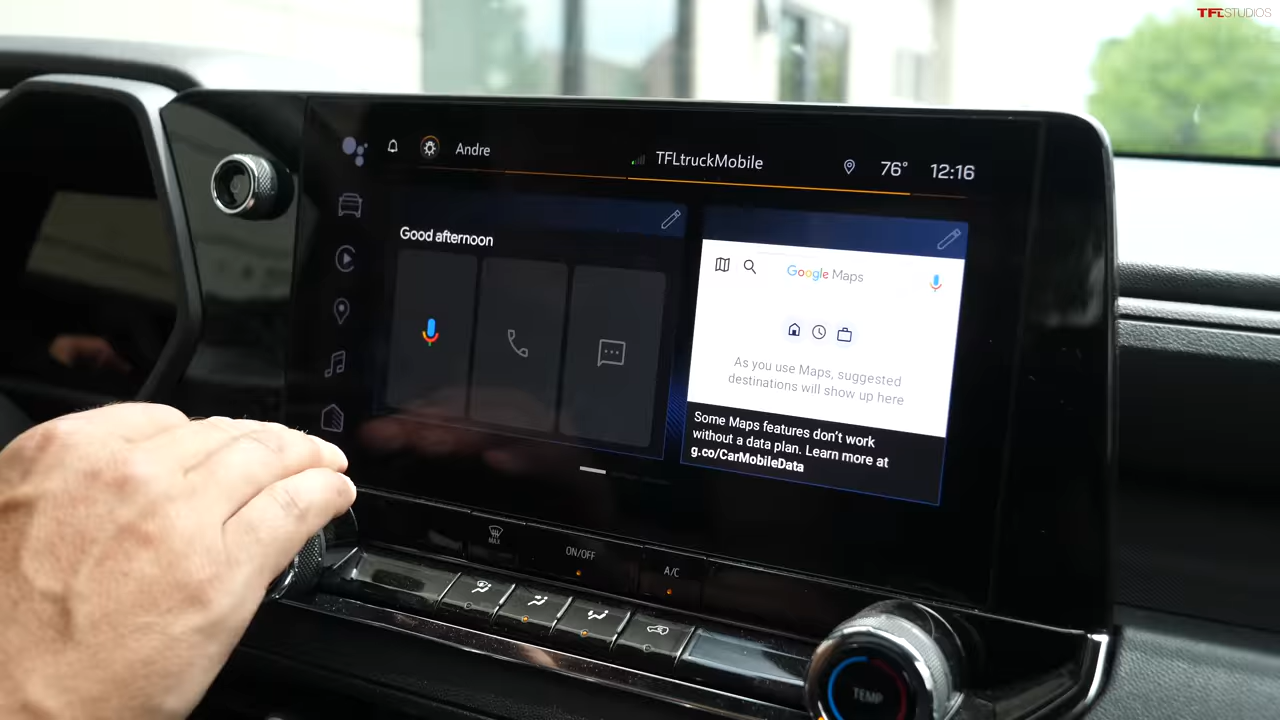 TFLSTUDIOS
Andre
TFLtruckMobile
76°
12:16
Good afternoon
Google Maps
As you use Maps, suggested
destinations will show up here
Some Maps features don't work
without a data plan. Learn more at
g.co/CarMobileData
MAX
ON/OFF
A/C
TEMP